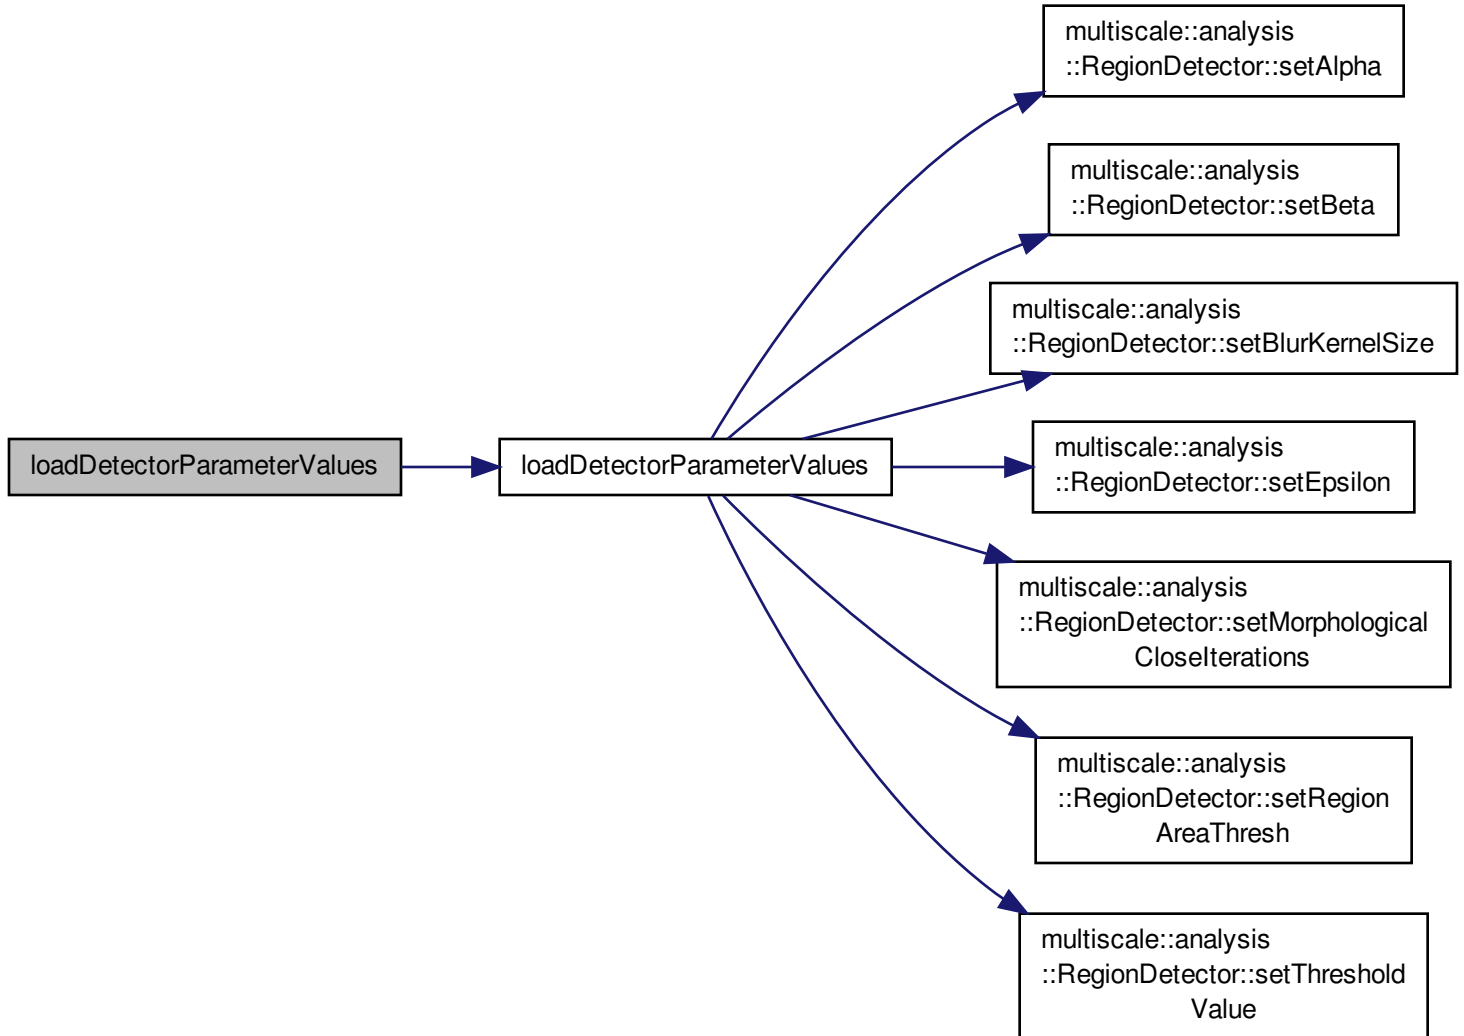 loadDetectorParameterValues
loadDetectorParameterValues
multiscale::analysis
::RegionDetector::setAlpha
multiscale::analysis
::RegionDetector::setBeta
multiscale::analysis
::RegionDetector::setBlurKernelSize
multiscale::analysis
::RegionDetector::setEpsilon
multiscale::analysis
::RegionDetector::setMorphological
CloseIterations
multiscale::analysis
::RegionDetector::setRegion
AreaThresh
multiscale::analysis
::RegionDetector::setThreshold
Value